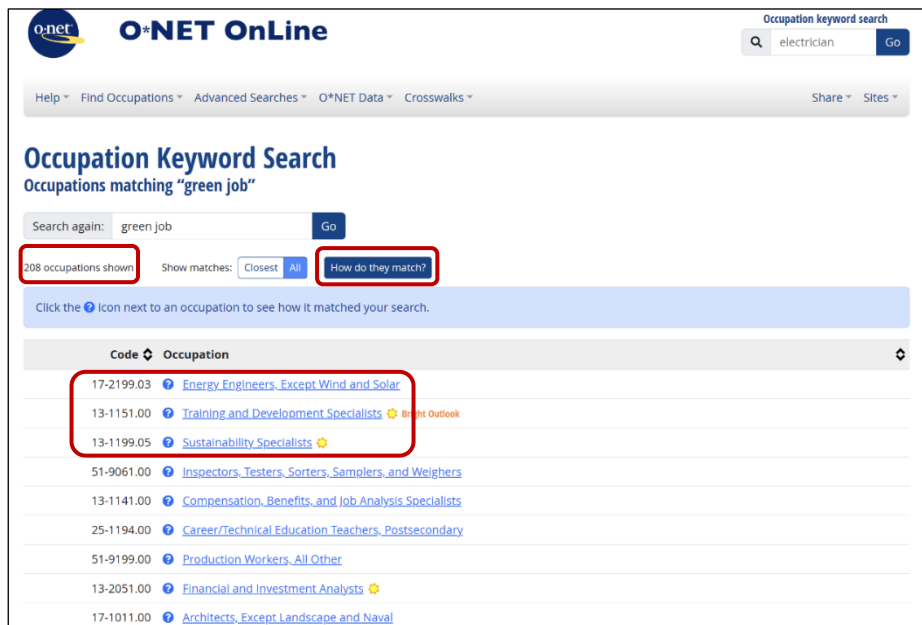 o·net
O*NET OnLine
Occupation keyword search
electrician Go
Help Find Occupations Advanced Searches O*NET Data Crosswalks Share Sites
Occupation Keyword Search
Occupations matching “green job”
Search again: green job Go
208 occupations shown Show matches: Closest All How do they match?
Click the ? icon next to an occupation to see how it matched your search.
Code Occupation
17-2199.03 ? Energy Engineers, Except Wind and Solar
13-1151.00 ? Training and Development Specialists Bright Outlook
13-1199.05 ? Sustainability Specialists
51-9061.00 ? Inspectors, Testers, Sorters, Samplers, and Weighers
13-1141.00 ? Compensation, Benefits, and Job Analysis Specialists
25-1194.00 ? Career/Technical Education Teachers, Postsecondary
51-9199.00 ? Production Workers, All Other
13-2051.00 ? Financial and Investment Analysts
17-1011.00 ? Architects, Except Landscape and Naval